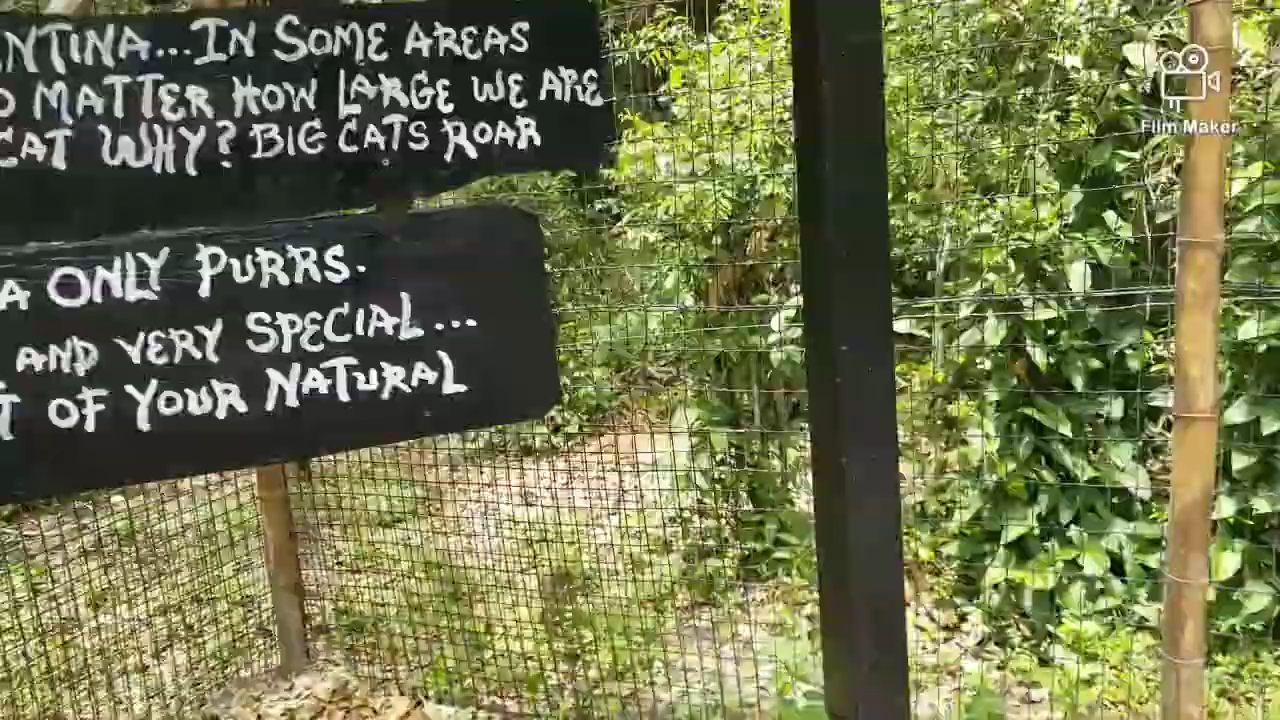 NTINA...IN SOME AREAS
O MATTER HOW LARGE WE ARE
CAT WHY? BIG CATS ROAR
A ONLY PURRS.
AND VERY SPECIAL...
T OF YOUR NATURAL
Film Maker